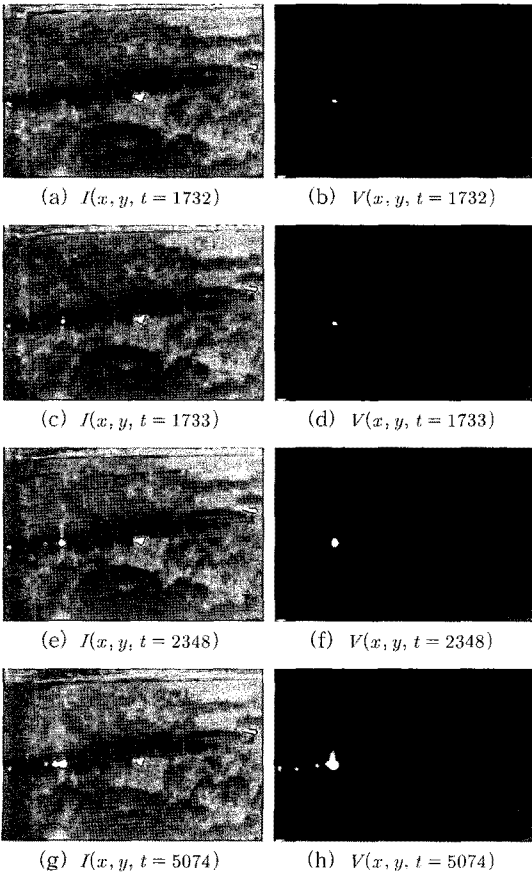 (a) I(x, y, t = 1732)
(b) V(x, y, t = 1732)
(c) I(x, y, t = 1733)
(d) V(x, y, t = 1733)
(e) I(x, y, t = 2348)
(f) V(x, y, t = 2348)
(g) I(x, y, t = 5074)
(h) V(x, y, t = 5074)